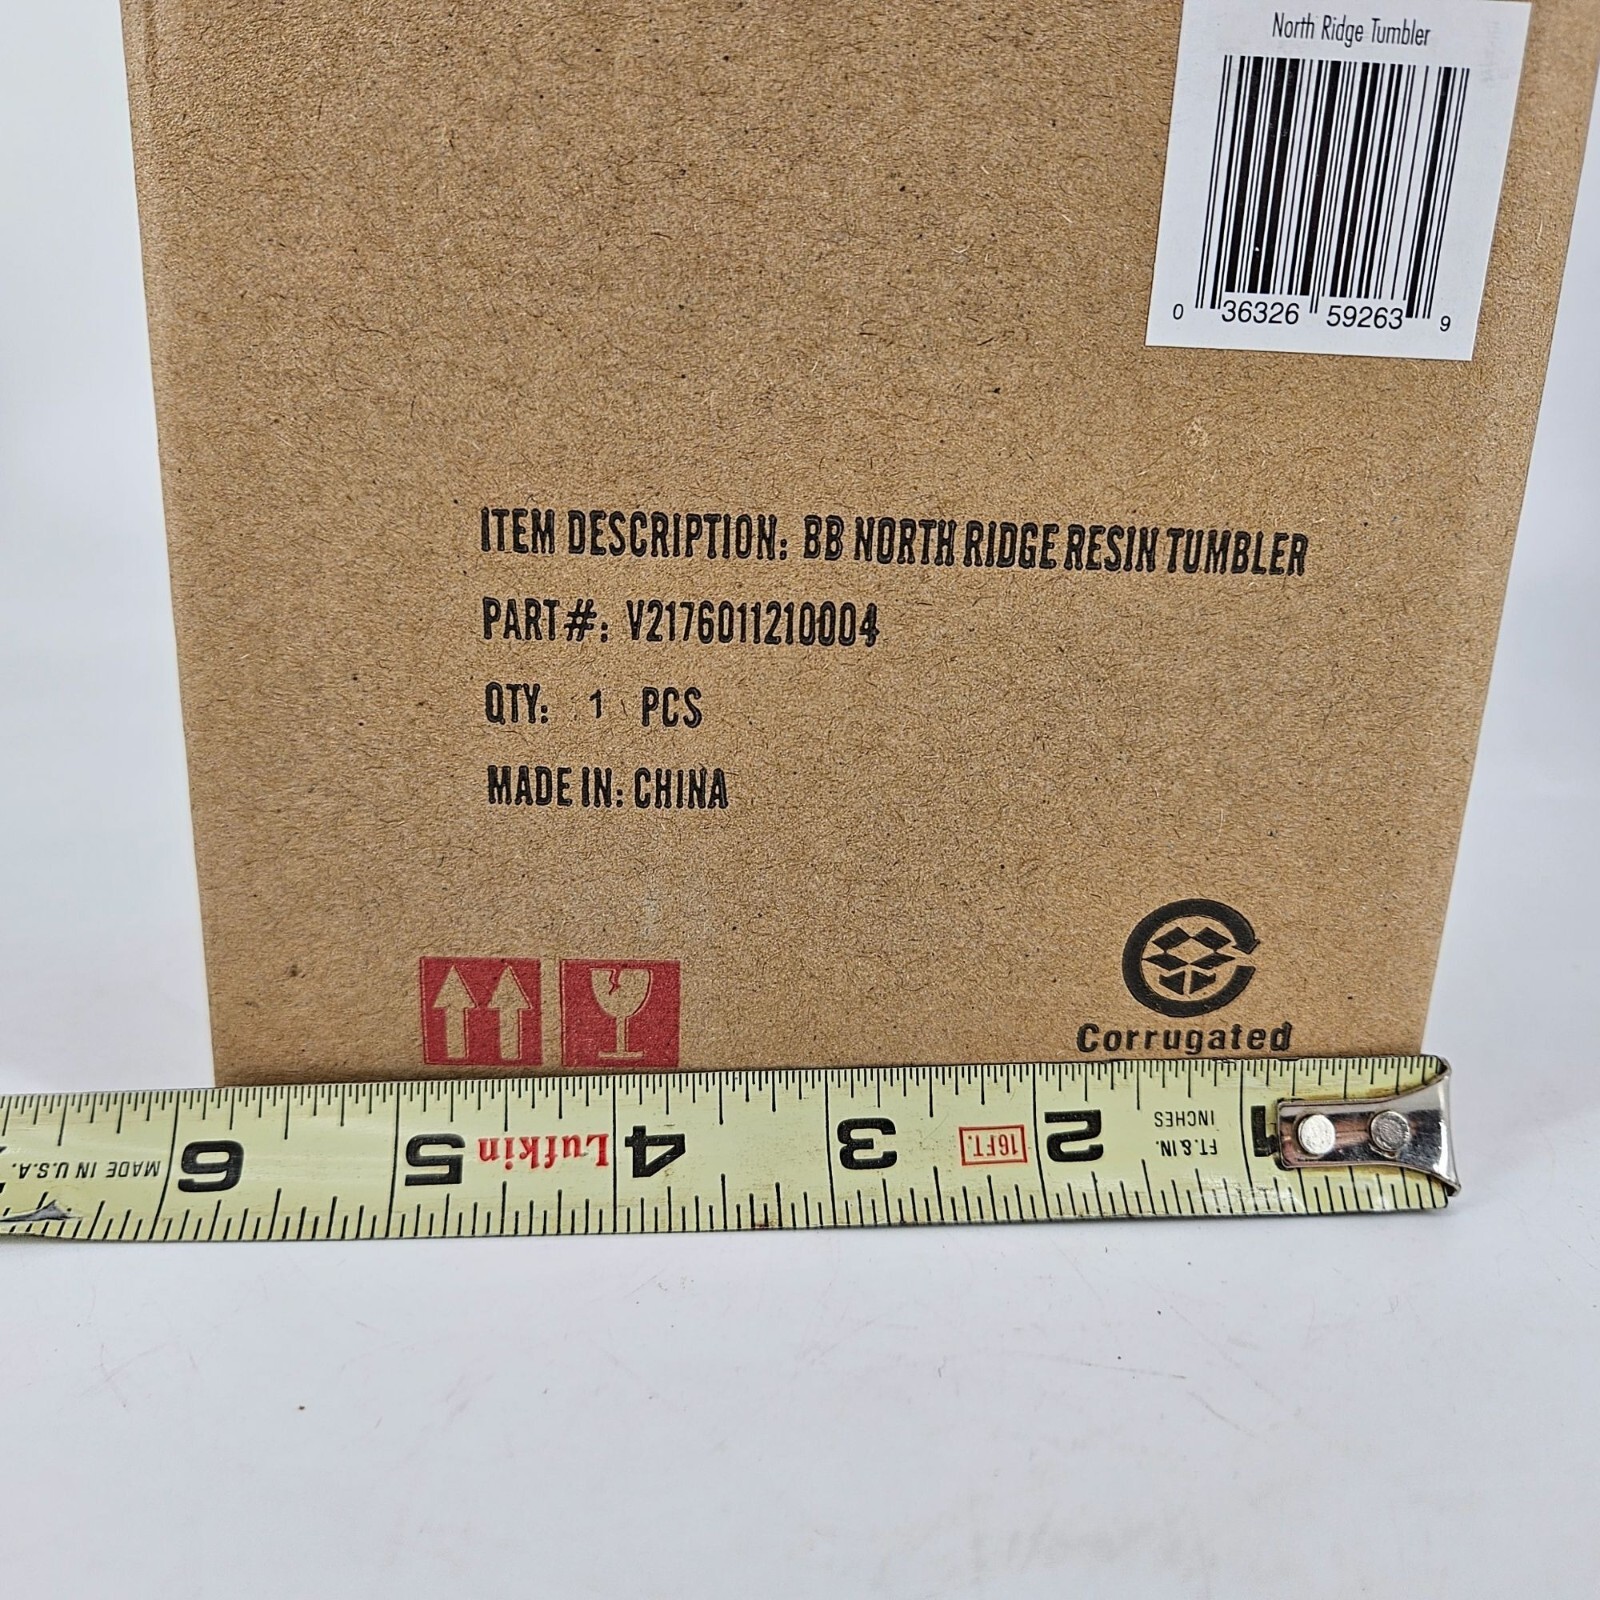 North Ridge Tumbler
0 36326 59263 9
ITEM DESCRIPTION: BB NORTH RIDGE RESIN TUMBLER
PART#: V2176011210004
QTY: 1 PCS
MADE IN: CHINA
Corrugated
1
FT. & IN.
INCHES
2
16FT.
3
4
Lufkin
5
6
MADE IN U.S.A.